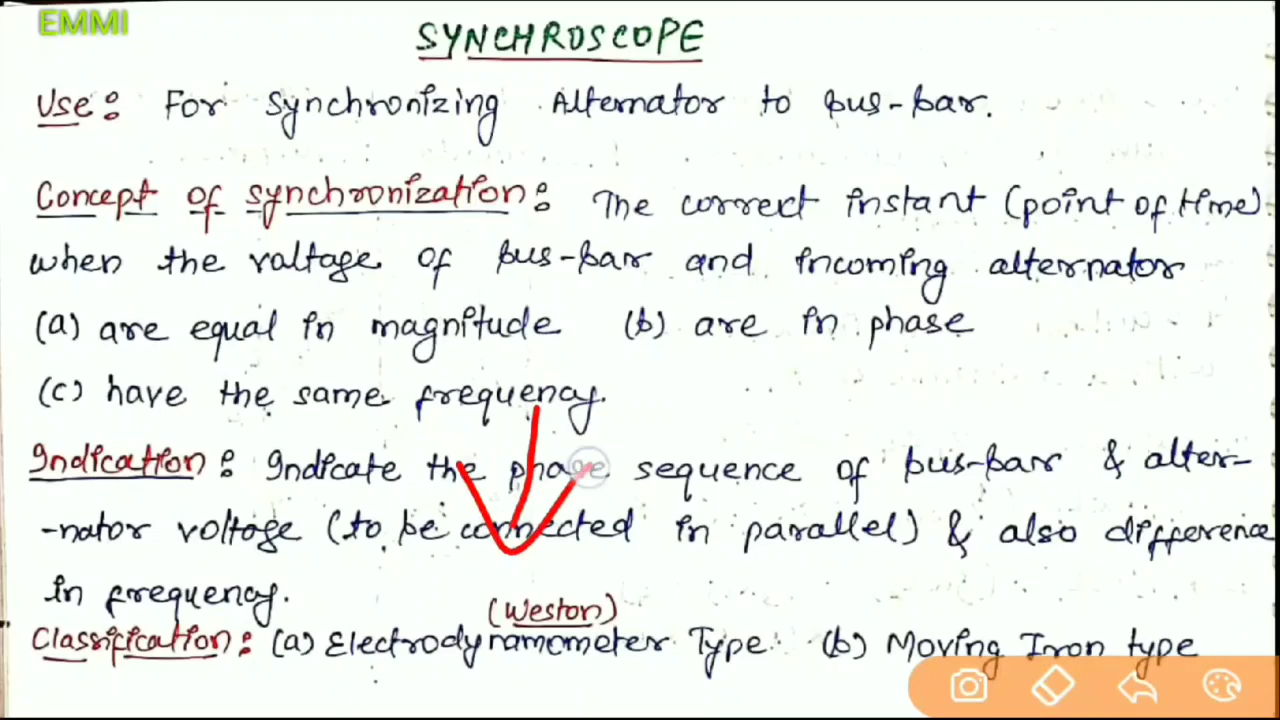 EMMI
SYNCHROSCOPE
Use: For synchronizing Alternator to bus-bar.
Concept of synchronization: The correct instant (point of time)
when the voltage of bus-bar and incoming alternator
(a) are equal in magnitude (b) are in phase
(c) have the same frequency.
Indication: Indicate the phase sequence of bus-bar & alter-
-nator voltage (to be connected in parallel) & also difference
in frequency.
(Weston)
Classification: (a) Electrodynamometer Type (b) Moving Iron type